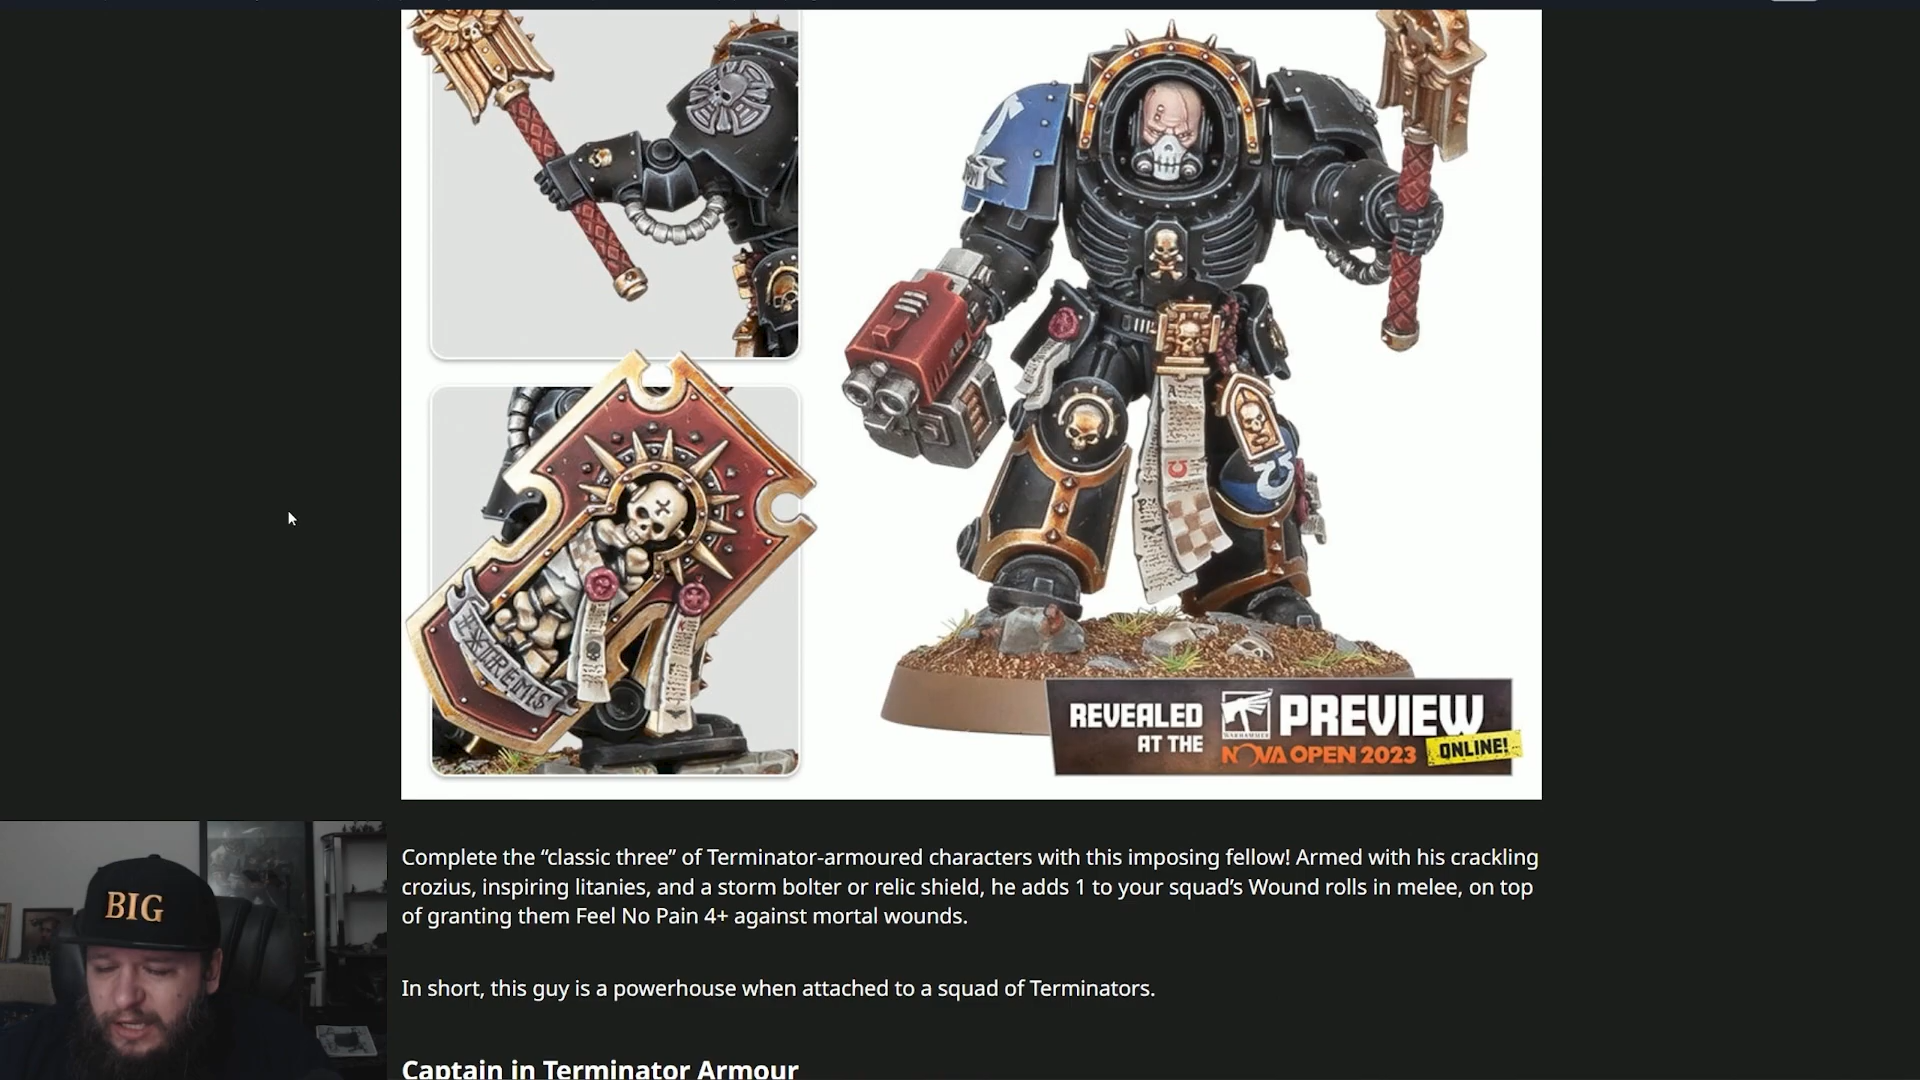 EXTREMIS
REVEALED
AT THE
WARHAMMER
PREVIEW
NOVA OPEN 2023
ONLINE!
BIG
Complete the “classic three” of Terminator-armoured characters with this imposing fellow! Armed with his crackling
crozius, inspiring litanies, and a storm bolter or relic shield, he adds 1 to your squad’s Wound rolls in melee, on top
of granting them Feel No Pain 4+ against mortal wounds.
In short, this guy is a powerhouse when attached to a squad of Terminators.
Captain in Terminator Armour